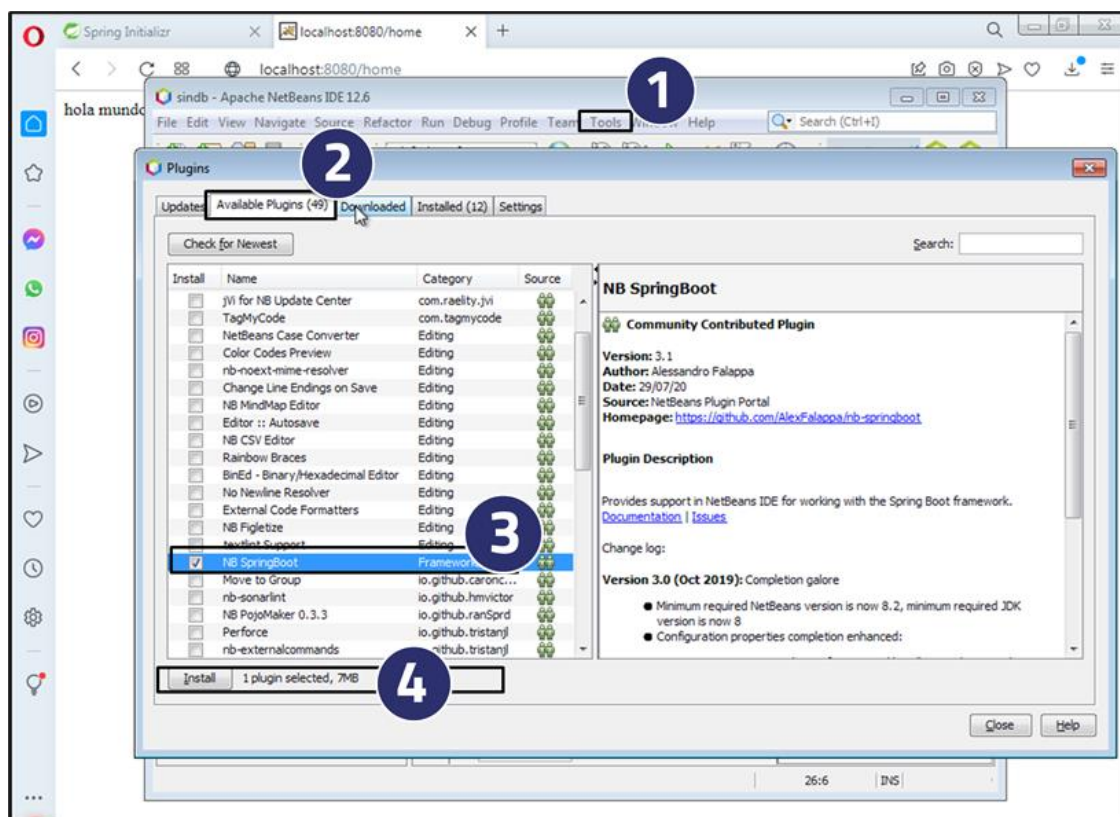 Spring Initializr
localhost:8080/home
localhost:8080/home
hola mundo
1
sindb - Apache NetBeans IDE 12.6
File Edit View Navigate Source Refactor Run Debug Profile Team Tools Help
Search (Ctrl+I)
2
Plugins
Updates Available Plugins (49) Downloaded Installed (12) Settings
Check for Newest
Search:
Install Name Category Source
jVi for NB Update Center com.raelity.jvi
TagMyCode com.tagmycode
NetBeans Case Converter Editing
Color Codes Preview Editing
nb-noext-mime-resolver Editing
Change Line Endings on Save Editing
NB MindMap Editor Editing
Editor :: Autosave Editing
NB CSV Editor Editing
Rainbow Braces Editing
BinEd - Binary/Hexadecimal Editor Editing
No Newline Resolver Editing
External Code Formatters Editing
NB Figletize Editing
textlint Support Editing
NB SpringBoot Framework
Move to Group io.github.caronc...
nb-sonarlint io.github.hmvictor
NB PojoMaker 0.3.3 io.github.ranSprd
Perforce io.github.tristanjl
nb-externalcommands io.github.tristanjl
3
Install 1 plugin selected, 7MB
4
NB SpringBoot
Community Contributed Plugin
Version: 3.1
Author: Alessandro Falappa
Date: 29/07/20
Source: NetBeans Plugin Portal
Homepage: https://github.com/AlexFalappa/nb-springboot
Plugin Description
Provides support in NetBeans IDE for working with the Spring Boot framework.
Documentation | Issues
Change log:
Version 3.0 (Oct 2019): Completion galore
Minimum required NetBeans version is now 8.2, minimum required JDK
version is now 8
Configuration properties completion enhanced:
Close Help
26:6 INS